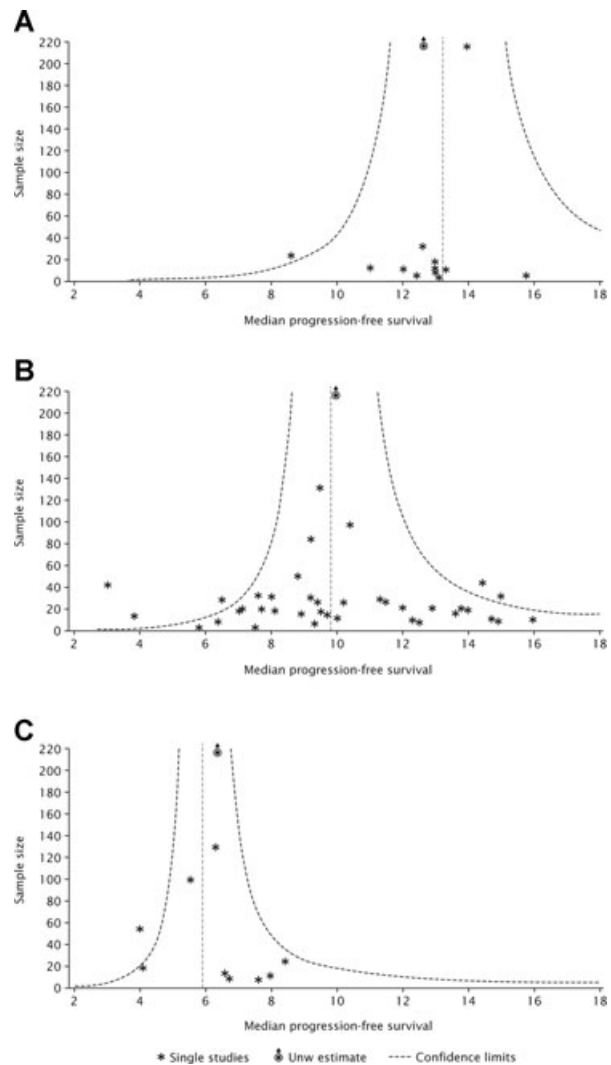 A
220
200
180
160
140
120
100
80
60
40
20
0
Sample size
2 4 6 8 10 12 14 16 18
Median progression-free survival
B
220
200
180
160
140
120
100
80
60
40
20
0
Sample size
2 4 6 8 10 12 14 16 18
Median progression-free survival
C
220
200
180
160
140
120
100
80
60
40
20
0
Sample size
2 4 6 8 10 12 14 16 18
Median progression-free survival
Single studies Unw estimate Confidence limits